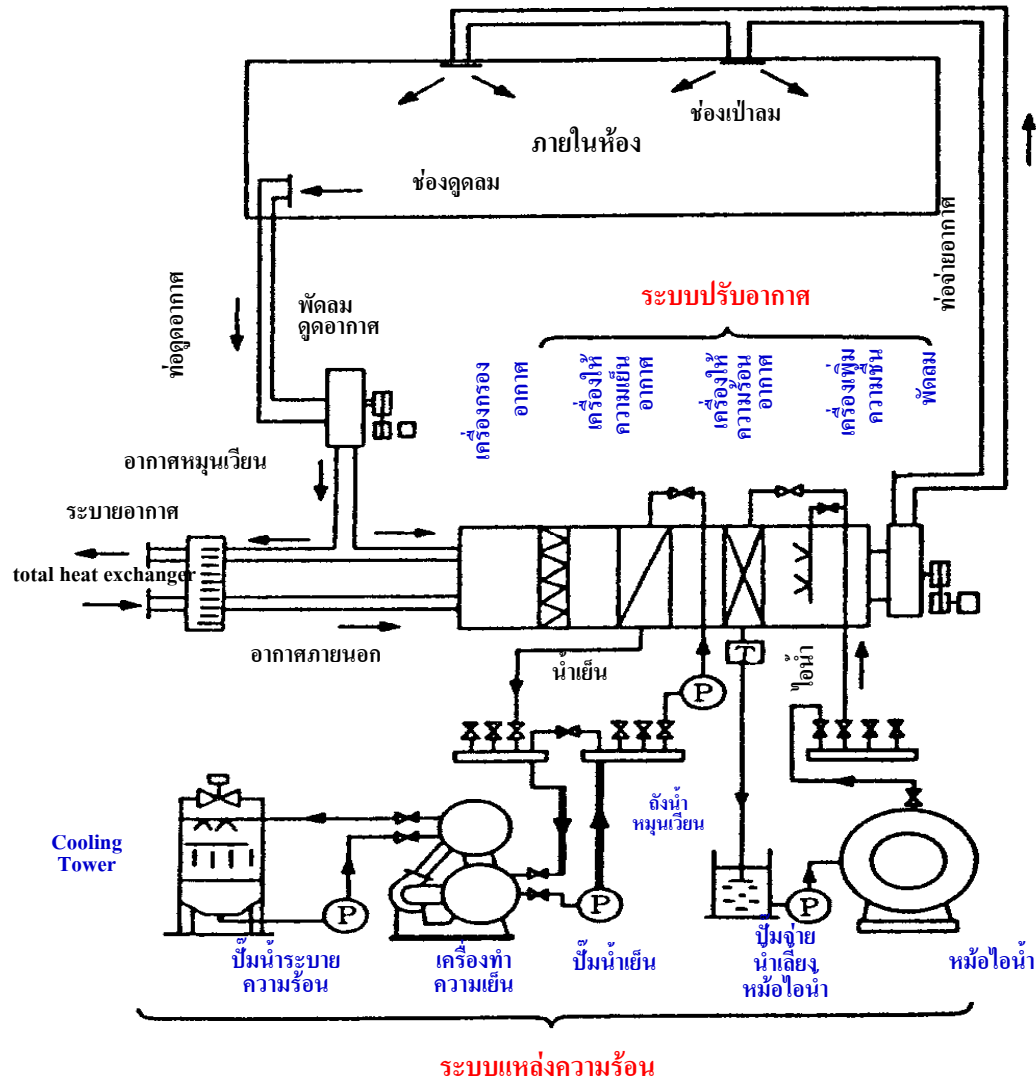 ช่องเป่าลม
ภายในห้อง
ช่องดูดลม
ท่อจ่ายอากาศ
ท่อดูดอากาศ
พัดลม
ดูดอากาศ
ระบบปรับอากาศ
เครื่องกรอง
อากาศ
เครื่องให้
ความเย็น
อากาศ
เครื่องให้
ความร้อน
อากาศ
เครื่องเพิ่ม
ความชื้น
พัดลม
อากาศหมุนเวียน
ระบายอากาศ
total heat exchanger
อากาศภายนอก
น้ำเย็น
T
ไอน้ำ
P
ถังน้ำ
หมุนเวียน
Cooling
Tower
P
P
P
ปั๊มน้ำระบาย
ความร้อน
เครื่องทำ
ความเย็น
ปั๊มน้ำเย็น
ปั๊มจ่าย
น้ำเลี้ยง
หม้อไอน้ำ
หม้อไอน้ำ
ระบบแหล่งความร้อน